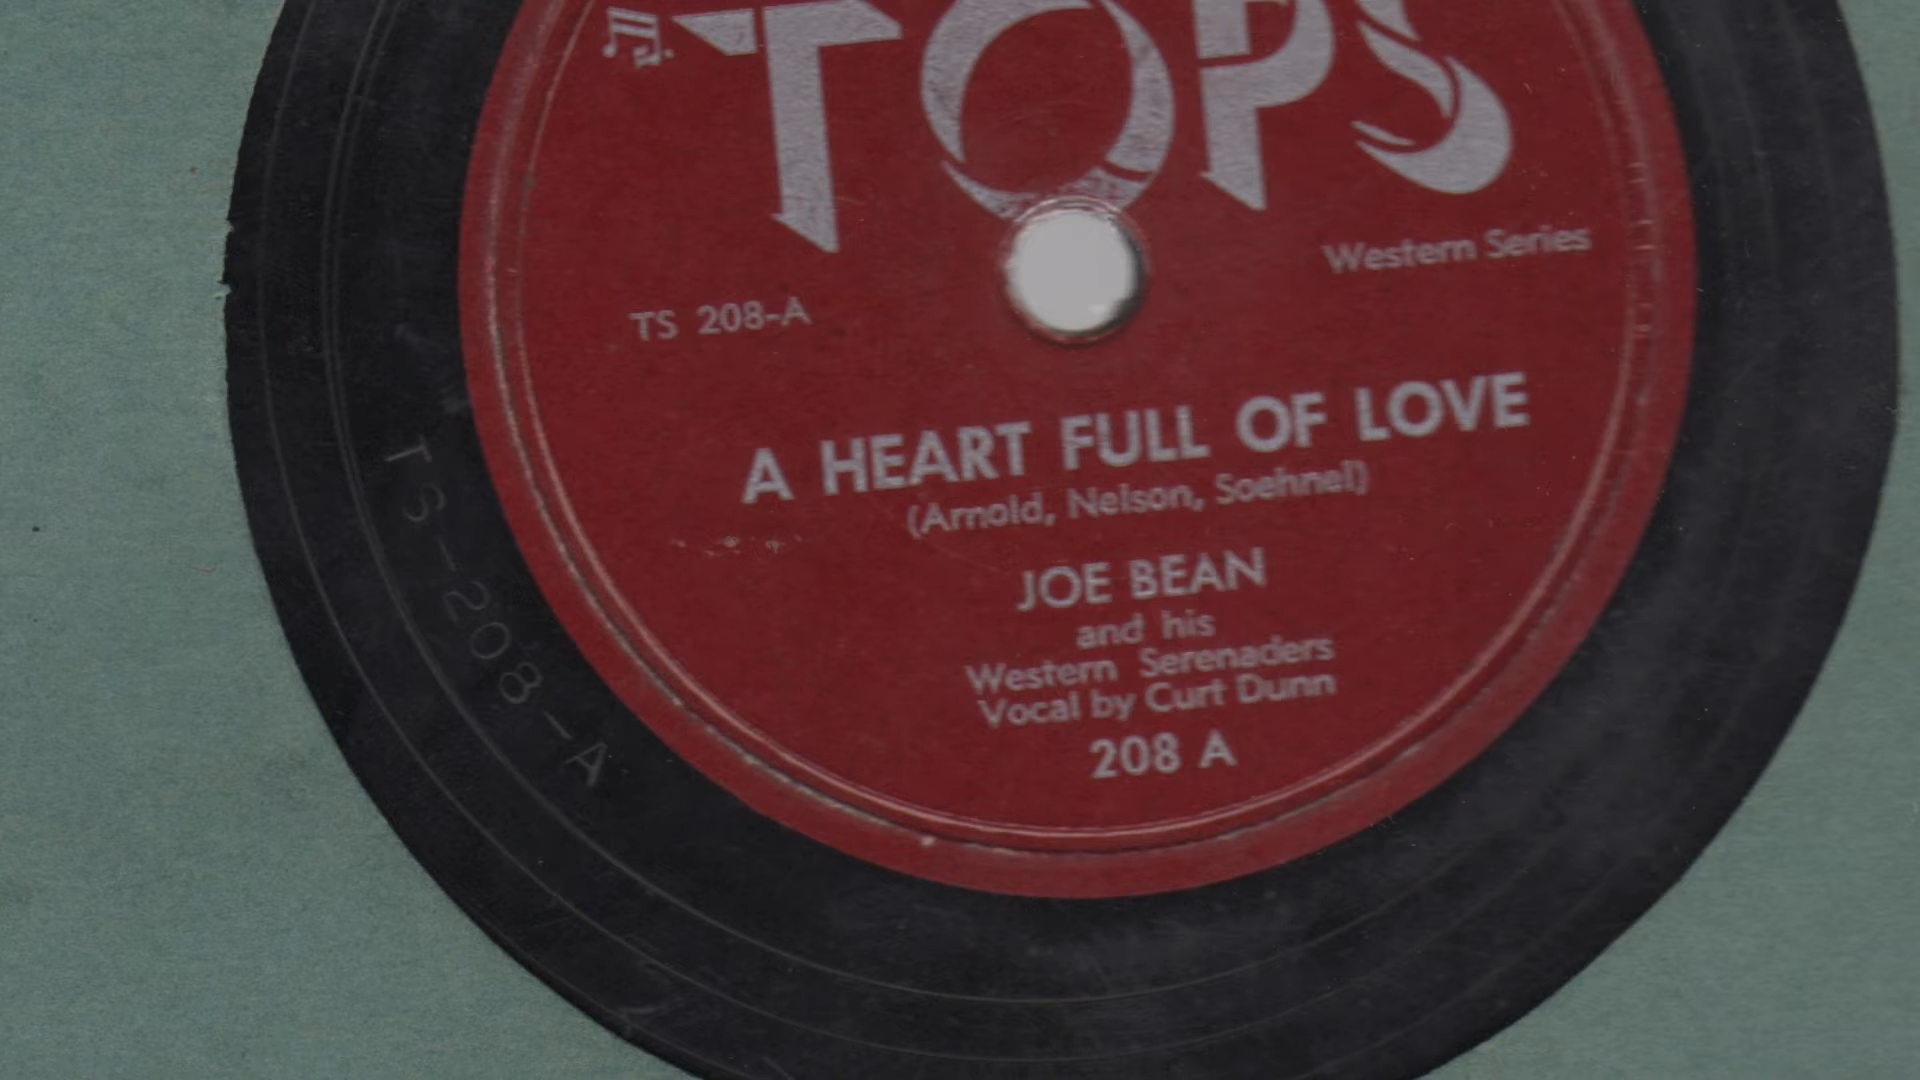 TOPS
Western Series
TS 208-A
A HEART FULL OF LOVE
(Arnold, Nelson, Soehnel)
JOE BEAN
and his
Western Serenaders
Vocal by Curt Dunn
208 A
TS-208-A